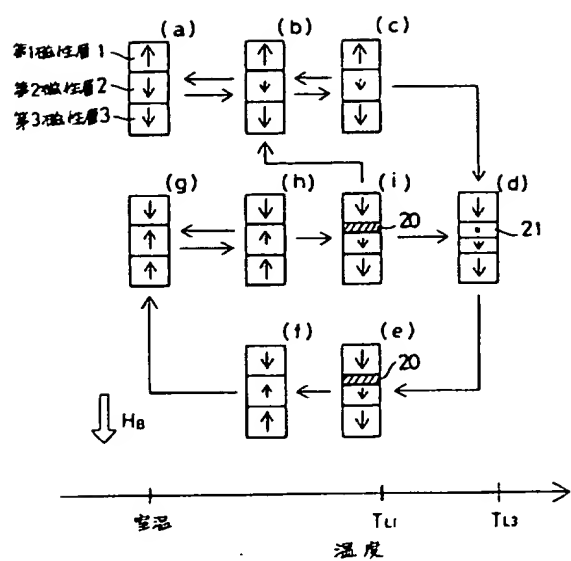 (a) (b) (c)
第1磁性層1
第2磁性層2
第3磁性層3
(g) (h) (i) (d)
20
21
(f) (e)
20
HB
室温 TL1 TL3
温度